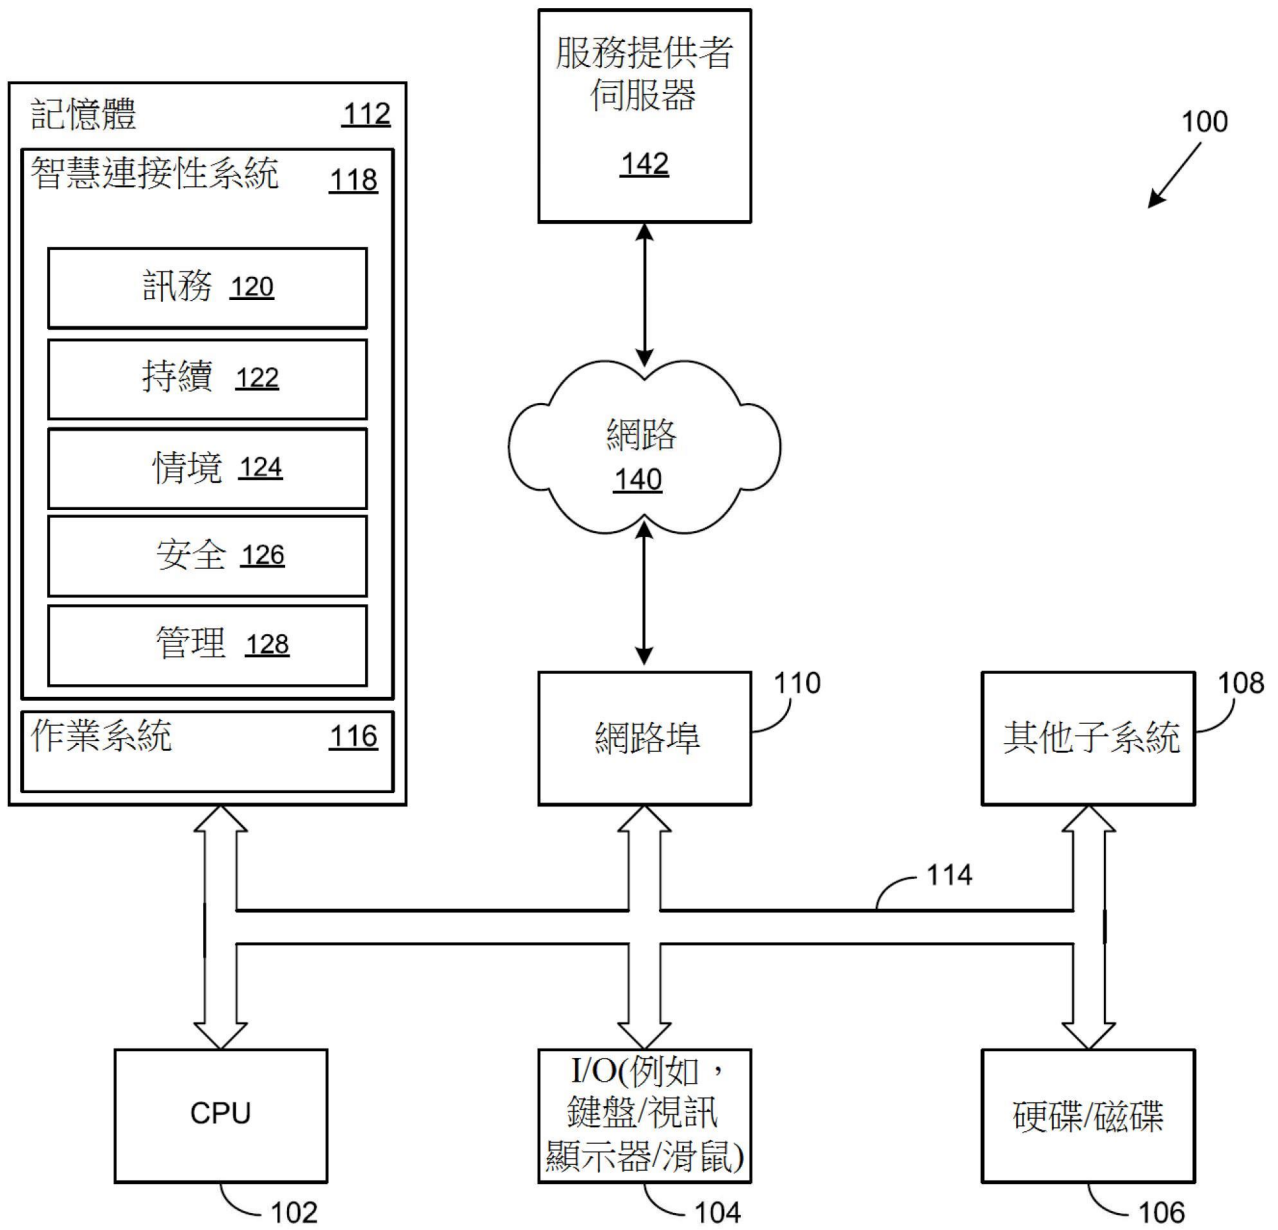 服務提供者
伺服器
142
100
記憶體 112
智慧連接性系統 118
訊務 120
持續 122
情境 124
安全 126
管理 128
作業系統 116
網路
140
網路埠
110
其他子系統
108
114
CPU
102
I/O(例如，
鍵盤/視訊
顯示器/滑鼠)
104
硬碟/磁碟
106